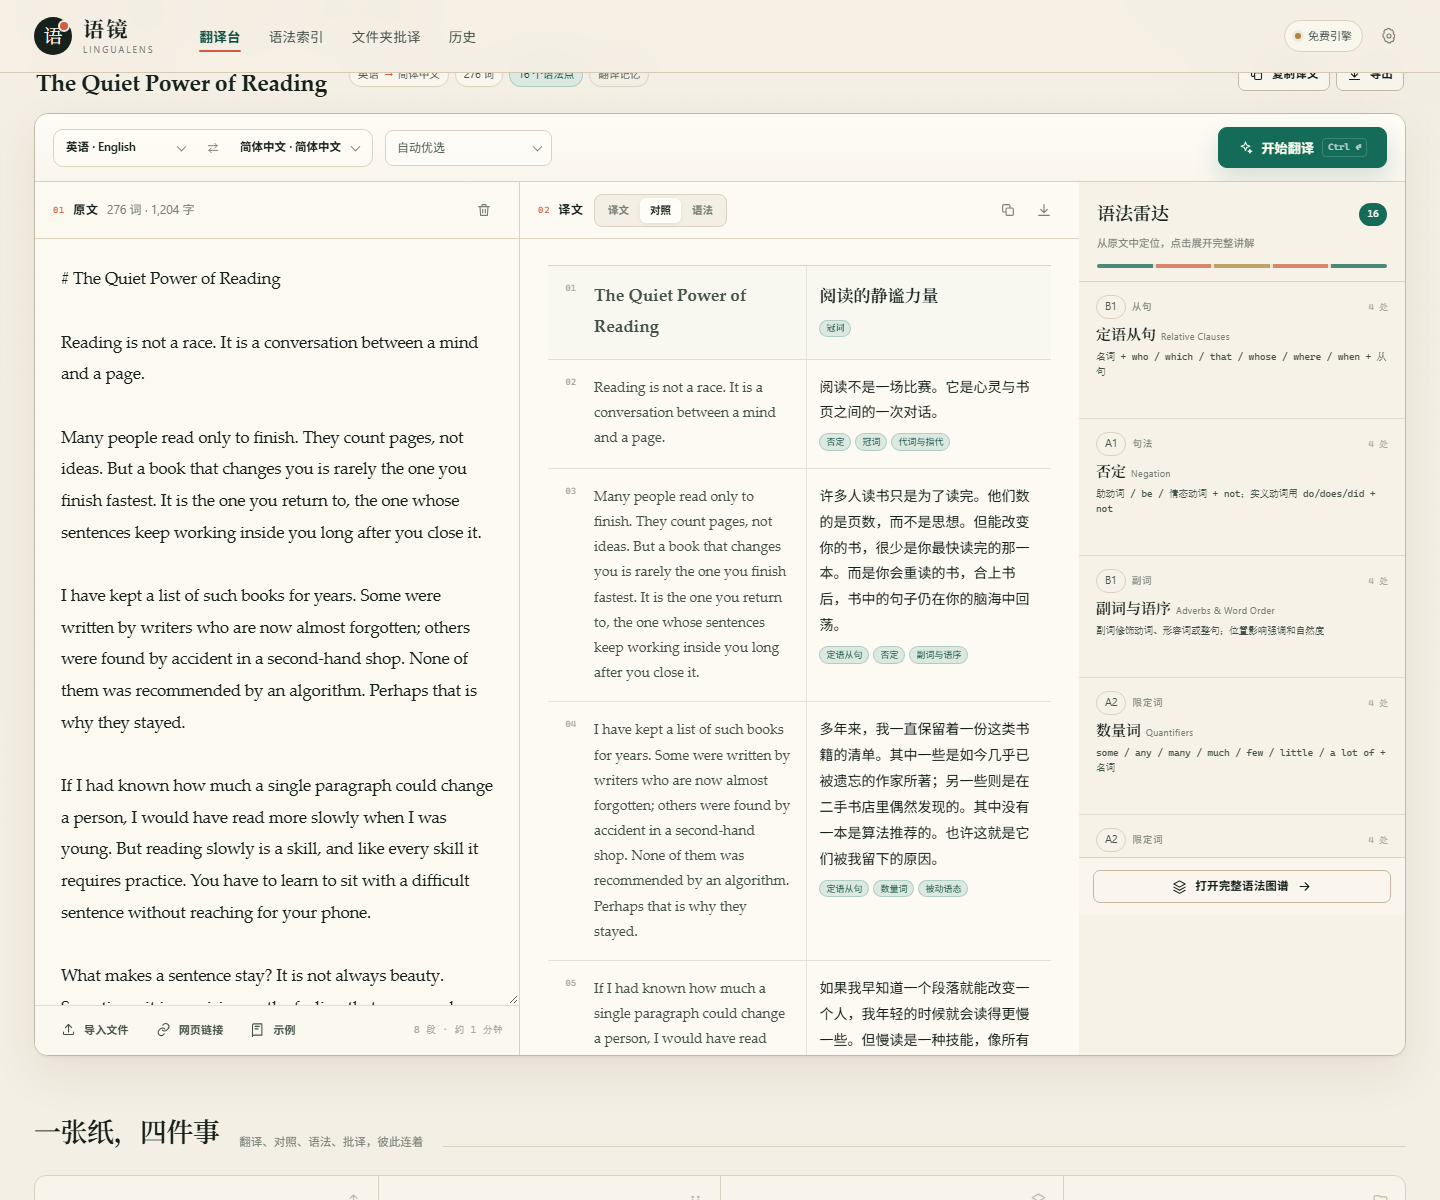 语
语镜
LINGUALENS
翻译台
语法索引
文件夹批译
历史
免费引擎
The Quiet Power of Reading
英语 → 简体中文
276 词
16 个语法点
翻译记忆
复制译文
导出
英语 · English
简体中文 · 简体中文
自动优选
开始翻译
Ctrl ⏎
01 原文 276 词 · 1,204 字
# The Quiet Power of Reading
Reading is not a race. It is a conversation between a mind
and a page.
Many people read only to finish. They count pages, not
ideas. But a book that changes you is rarely the one you
finish fastest. It is the one you return to, the one whose
sentences keep working inside you long after you close it.
I have kept a list of such books for years. Some were
written by writers who are now almost forgotten; others
were found by accident in a second-hand shop. None of
them was recommended by an algorithm. Perhaps that is
why they stayed.
If I had known how much a single paragraph could change
a person, I would have read more slowly when I was
young. But reading slowly is a skill, and like every skill it
requires practice. You have to learn to sit with a difficult
sentence without reaching for your phone.
What makes a sentence stay? It is not always beauty.
导入文件
网页链接
示例
8 段 · 约 1 分钟
02 译文
译文
对照
语法
01
The Quiet Power of
Reading
阅读的静谧力量
冠词
02
Reading is not a race. It is a
conversation between a mind
and a page.
阅读不是一场比赛。它是心灵与书
页之间的一次对话。
否定
冠词
代词与指代
03
Many people read only to
finish. They count pages, not
ideas. But a book that changes
you is rarely the one you finish
fastest. It is the one you return
to, the one whose sentences
keep working inside you long
after you close it.
许多人读书只是为了读完。他们数
的是页数，而不是思想。但能改变
你的书，很少是你最快读完的那一
本。而是你会重读的书，合上书
后，书中的句子仍在你的脑海中回
荡。
定语从句
否定
副词与语序
04
I have kept a list of such books
for years. Some were written by
writers who are now almost
forgotten; others were found by
accident in a second-hand
shop. None of them was
recommended by an algorithm.
Perhaps that is why they
stayed.
多年来，我一直保留着一份这类书
籍的清单。其中一些是如今几乎已
被遗忘的作家所著；另一些则是在
二手书店里偶然发现的。其中没有
一本是算法推荐的。也许这就是它
们被我留下的原因。
定语从句
数量词
被动语态
05
If I had known how much a
single paragraph could change
a person, I would have read
如果我早知道一个段落就能改变一
个人，我年轻的时候就会读得更慢
一些。但慢读是一种技能，像所有
语法雷达
16
从原文中定位，点击展开完整讲解
B1 从句 4 处
定语从句 Relative Clauses
名词 + who / which / that / whose / where / when + 从
句
A1 句法 4 处
否定 Negation
助动词 / be / 情态动词 + not；实义动词用 do/does/did +
not
B1 副词 4 处
副词与语序 Adverbs & Word Order
副词修饰动词、形容词或整句；位置影响强调和自然度
A2 限定词 4 处
数量词 Quantifiers
some / any / many / much / few / little / a lot of +
名词
A2 限定词 4 处
打开完整语法图谱 →
一张纸，四件事
翻译、对照、语法、批译，彼此连着